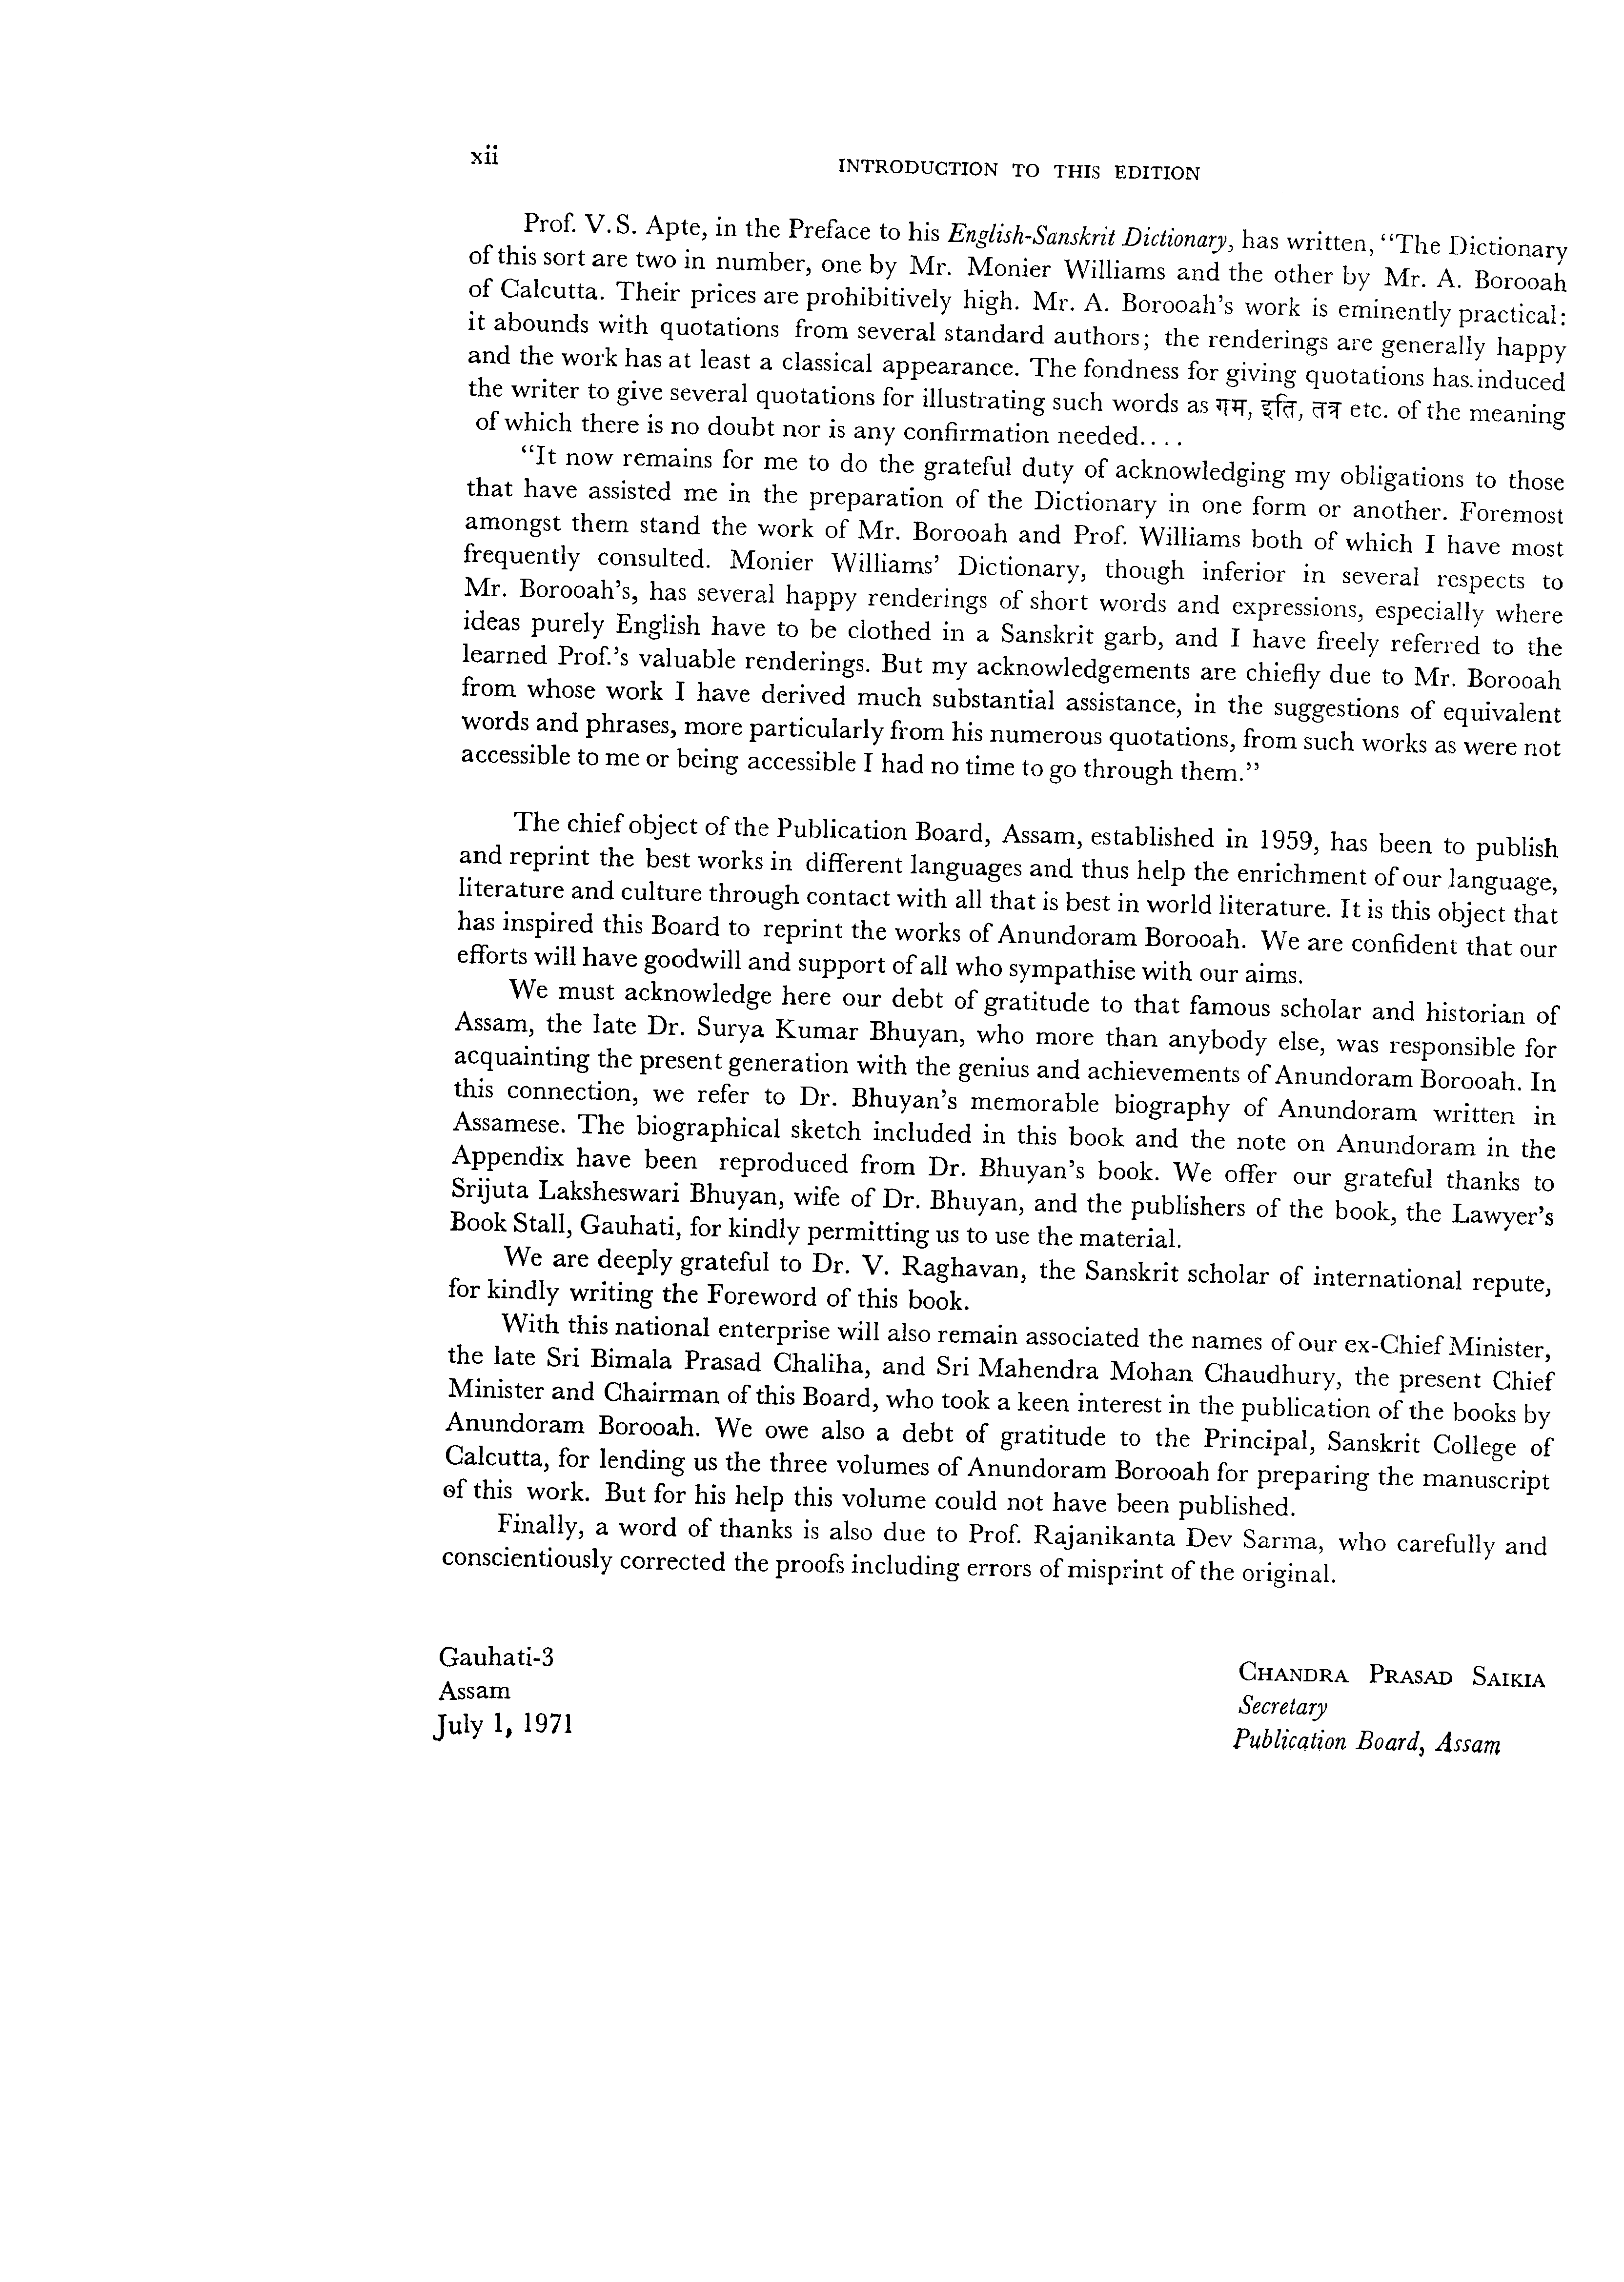 xii
INTRODUCTION TO THIS EDITION
Prof. V.S. Apte, in the Preface to his English-Sanskrit Dictionary, has written, “The Dictionary
of this sort are two in number, one by Mr. Monier Williams and the other by Mr. A. Borooah
of Calcutta. Their prices are prohibitively high. Mr. A. Borooah’s work is eminently practical:
it abounds with quotations from several standard authors; the renderings are generally happy
and the work has at least a classical appearance. The fondness for giving quotations has induced
the writer to give several quotations for illustrating such words as गम, इति, तत्र etc. of the meaning
of which there is no doubt nor is any confirmation needed....
“It now remains for me to do the grateful duty of acknowledging my obligations to those
that have assisted me in the preparation of the Dictionary in one form or another. Foremost
amongst them stand the work of Mr. Borooah and Prof. Williams both of which I have most
frequently consulted. Monier Williams’ Dictionary, though inferior in several respects to
Mr. Borooah’s, has several happy renderings of short words and expressions, especially where
ideas purely English have to be clothed in a Sanskrit garb, and I have freely referred to the
learned Prof.’s valuable renderings. But my acknowledgements are chiefly due to Mr. Borooah
from whose work I have derived much substantial assistance, in the suggestions of equivalent
words and phrases, more particularly from his numerous quotations, from such works as were not
accessible to me or being accessible I had no time to go through them.”
The chief object of the Publication Board, Assam, established in 1959, has been to publish
and reprint the best works in different languages and thus help the enrichment of our language,
literature and culture through contact with all that is best in world literature. It is this object that
has inspired this Board to reprint the works of Anundoram Borooah. We are confident that our
efforts will have goodwill and support of all who sympathise with our aims.
We must acknowledge here our debt of gratitude to that famous scholar and historian of
Assam, the late Dr. Surya Kumar Bhuyan, who more than anybody else, was responsible for
acquainting the present generation with the genius and achievements of Anundoram Borooah. In
this connection, we refer to Dr. Bhuyan’s memorable biography of Anundoram written in
Assamese. The biographical sketch included in this book and the note on Anundoram in the
Appendix have been reproduced from Dr. Bhuyan’s book. We offer our grateful thanks to
Srijuta Laksheswari Bhuyan, wife of Dr. Bhuyan, and the publishers of the book, the Lawyer’s
Book Stall, Gauhati, for kindly permitting us to use the material.
We are deeply grateful to Dr. V. Raghavan, the Sanskrit scholar of international repute,
for kindly writing the Foreword of this book.
With this national enterprise will also remain associated the names of our ex-Chief Minister,
the late Sri Bimala Prasad Chaliha, and Sri Mahendra Mohan Chaudhury, the present Chief
Minister and Chairman of this Board, who took a keen interest in the publication of the books by
Anundoram Borooah. We owe also a debt of gratitude to the Principal, Sanskrit College of
Calcutta, for lending us the three volumes of Anundoram Borooah for preparing the manuscript
of this work. But for his help this volume could not have been published.
Finally, a word of thanks is also due to Prof. Rajanikanta Dev Sarma, who carefully and
conscientiously corrected the proofs including errors of misprint of the original.
Gauhati-3
Assam
July 1, 1971
CHANDRA PRASAD SAIKIA
Secretary
Publication Board, Assam